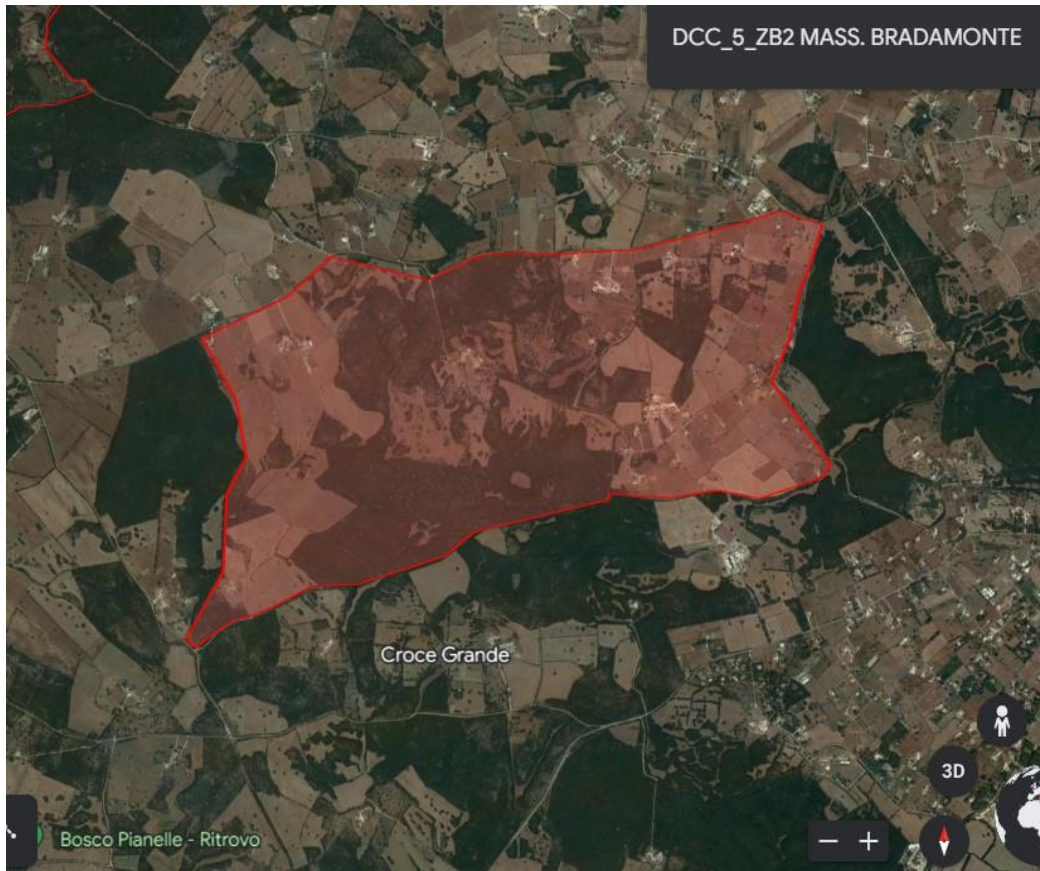 DCC_5_ZB2 MASS. BRADAMONTE
Croce Grande
3D
Bosco Pianelle - Ritrovo